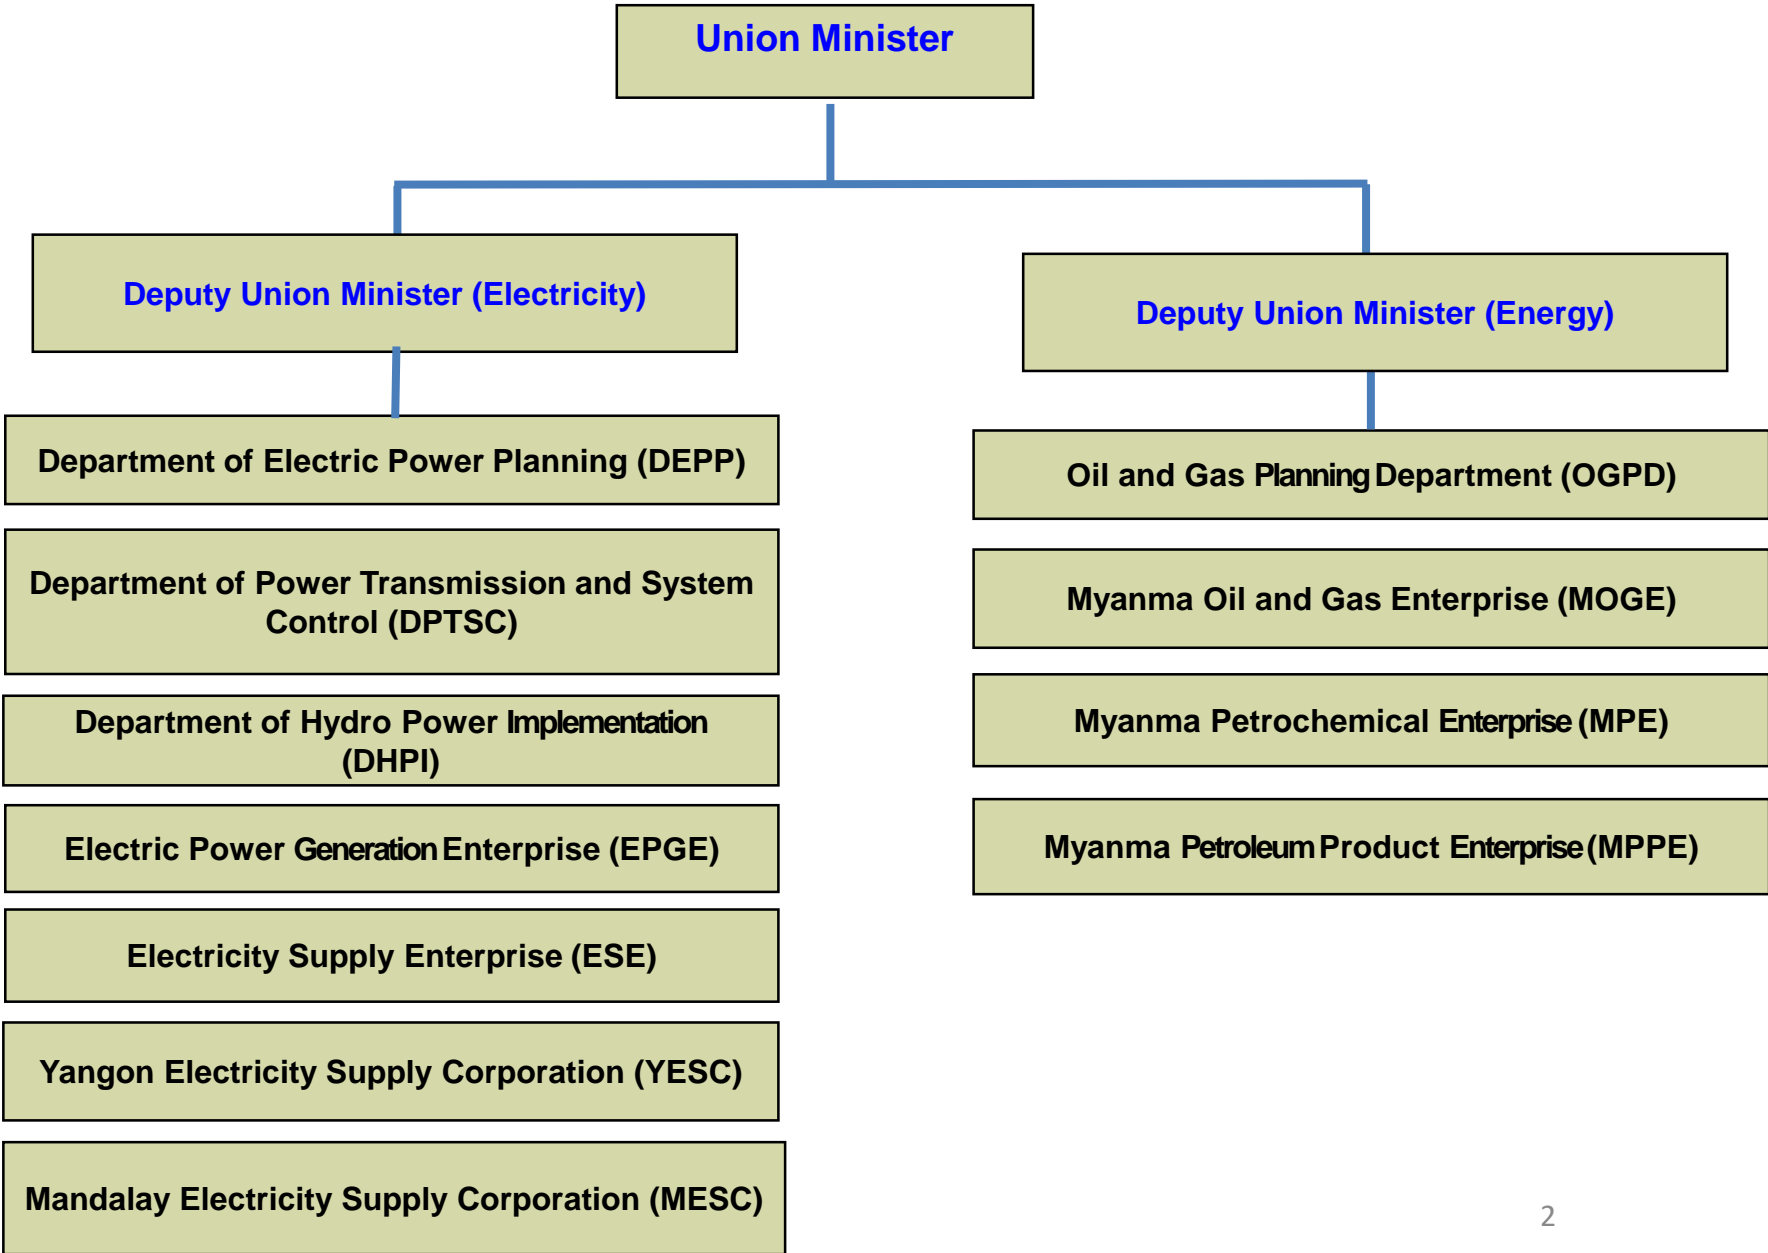 Union Minister
Deputy Union Minister (Electricity)
Deputy Union Minister (Energy)
Department of Electric Power Planning (DEPP)
Department of Power Transmission and System
Control (DPTSC)
Department of Hydro Power Implementation
(DHPI)
Electric Power Generation Enterprise (EPGE)
Electricity Supply Enterprise (ESE)
Yangon Electricity Supply Corporation (YESC)
Mandalay Electricity Supply Corporation (MESC)
Oil and Gas Planning Department (OGPD)
Myanma Oil and Gas Enterprise (MOGE)
Myanma Petrochemical Enterprise (MPE)
Myanma Petroleum Product Enterprise (MPPE)
2